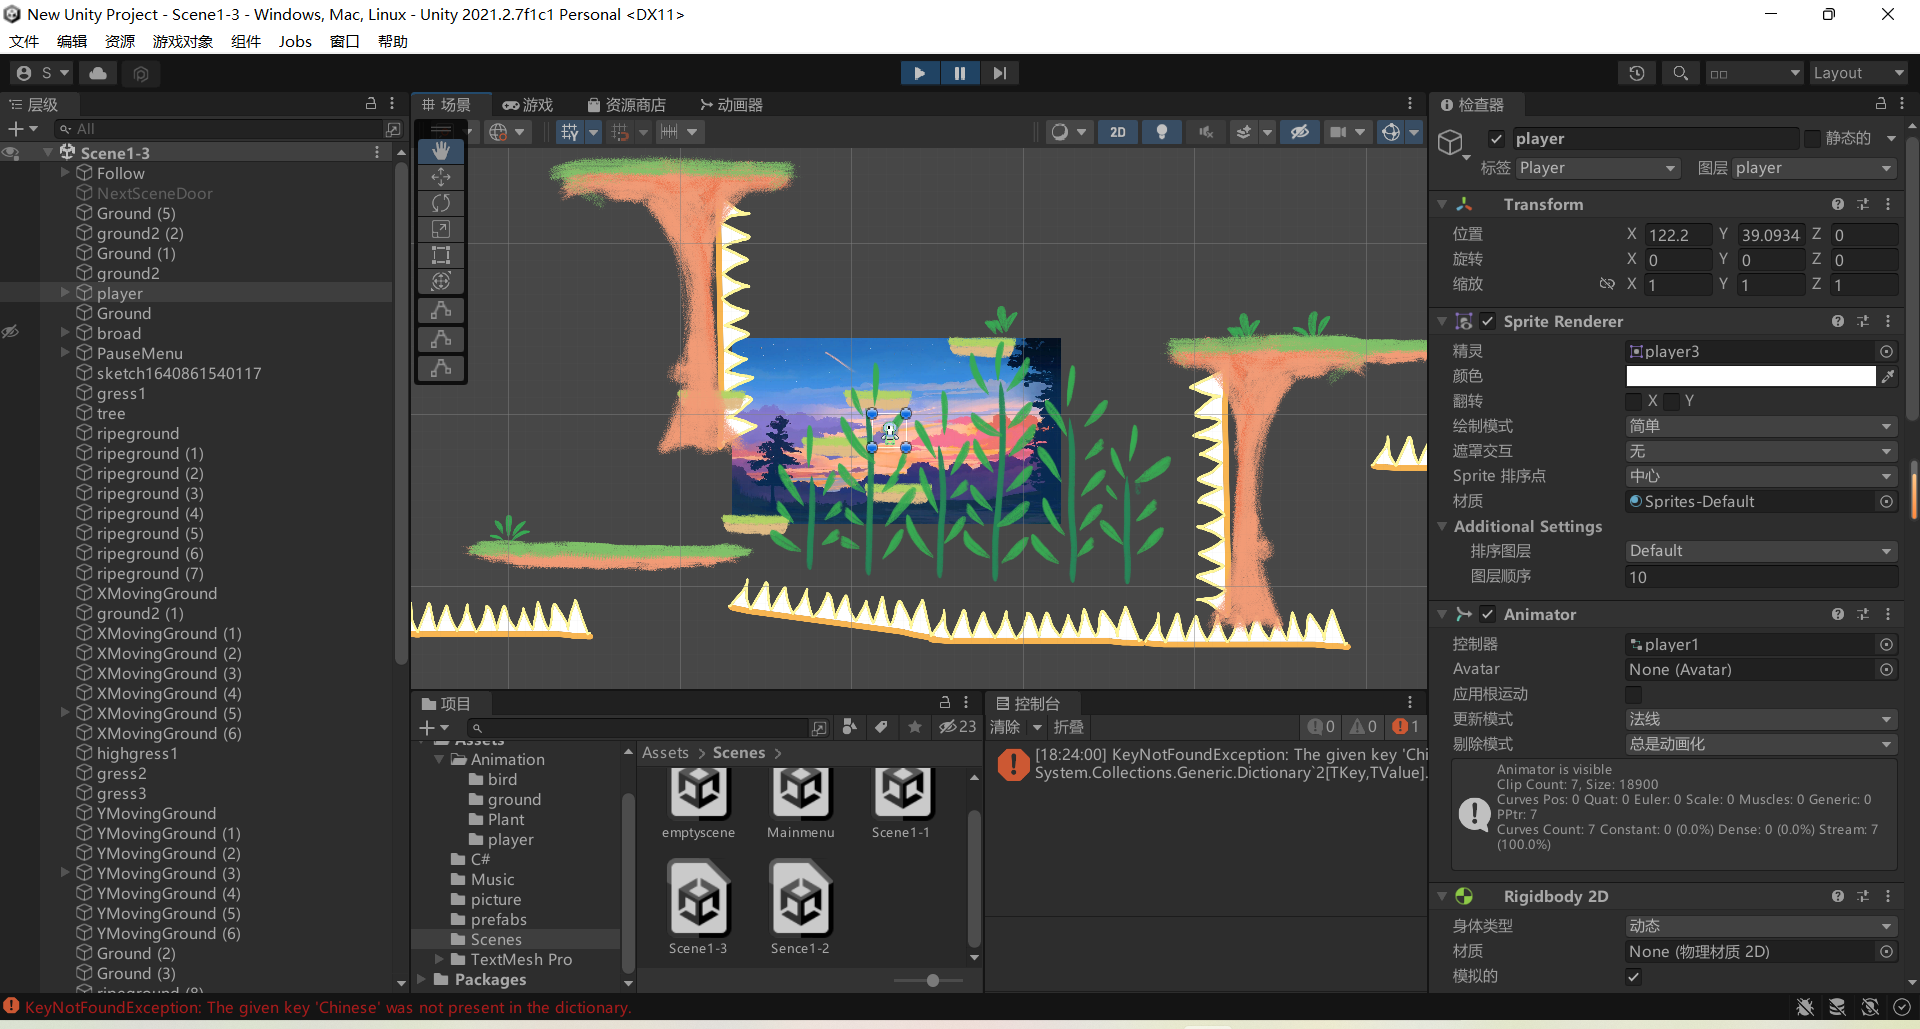 New Unity Project - Scene1-3 - Windows, Mac, Linux - Unity 2021.2.7f1c1 Personal <DX11>
文件 编辑 资源 游戏对象 组件 Jobs 窗口 帮助
S
Layout
层级
All
Scene1-3
Follow
NextSceneDoor
Ground (5)
ground2 (2)
Ground (1)
ground2
player
Ground
broad
PauseMenu
sketch1640861540117
gress1
tree
ripeground
ripeground (1)
ripeground (2)
ripeground (3)
ripeground (4)
ripeground (5)
ripeground (6)
ripeground (7)
XMovingGround
ground2 (1)
XMovingGround (1)
XMovingGround (2)
XMovingGround (3)
XMovingGround (4)
XMovingGround (5)
XMovingGround (6)
highgress1
gress2
gress3
YMovingGround
YMovingGround (1)
YMovingGround (2)
YMovingGround (3)
YMovingGround (4)
YMovingGround (5)
YMovingGround (6)
Ground (2)
Ground (3)
ripeground (8)
场景 游戏 资源商店 动画器
2D
项目
23
Assets
Animation
bird
ground
Plant
player
C#
Music
picture
prefabs
Scenes
TextMesh Pro
Packages
Assets > Scenes >
emptyscene Mainmenu Scene1-1
Scene1-3 Sence1-2
控制台
清除 折叠 0 0 1
[18:24:00] KeyNotFoundException: The given key 'Chi
System.Collections.Generic.Dictionary`2[TKey,TValue].
检查器
player 静态的
标签 Player 图层 player
Transform
位置 X 122.2 Y 39.0934 Z 0
旋转 X 0 Y 0 Z 0
缩放 X 1 Y 1 Z 1
Sprite Renderer
精灵 player3
颜色
翻转 X Y
绘制模式 简单
遮罩交互 无
Sprite 排序点 中心
材质 Sprites-Default
Additional Settings
排序图层 Default
图层顺序 10
Animator
控制器 player1
Avatar None (Avatar)
应用根运动
更新模式 法线
剔除模式 总是动画化
Animator is visible
Clip Count: 7, Size: 18900
Curves Pos: 0 Quat: 0 Euler: 0 Scale: 0 Muscles: 0 Generic: 0
PPtr: 7
Curves Count: 7 Constant: 0 (0.0%) Dense: 0 (0.0%) Stream: 7
(100.0%)
Rigidbody 2D
身体类型 动态
材质 None (物理材质 2D)
模拟的
KeyNotFoundException: The given key 'Chinese' was not present in the dictionary.